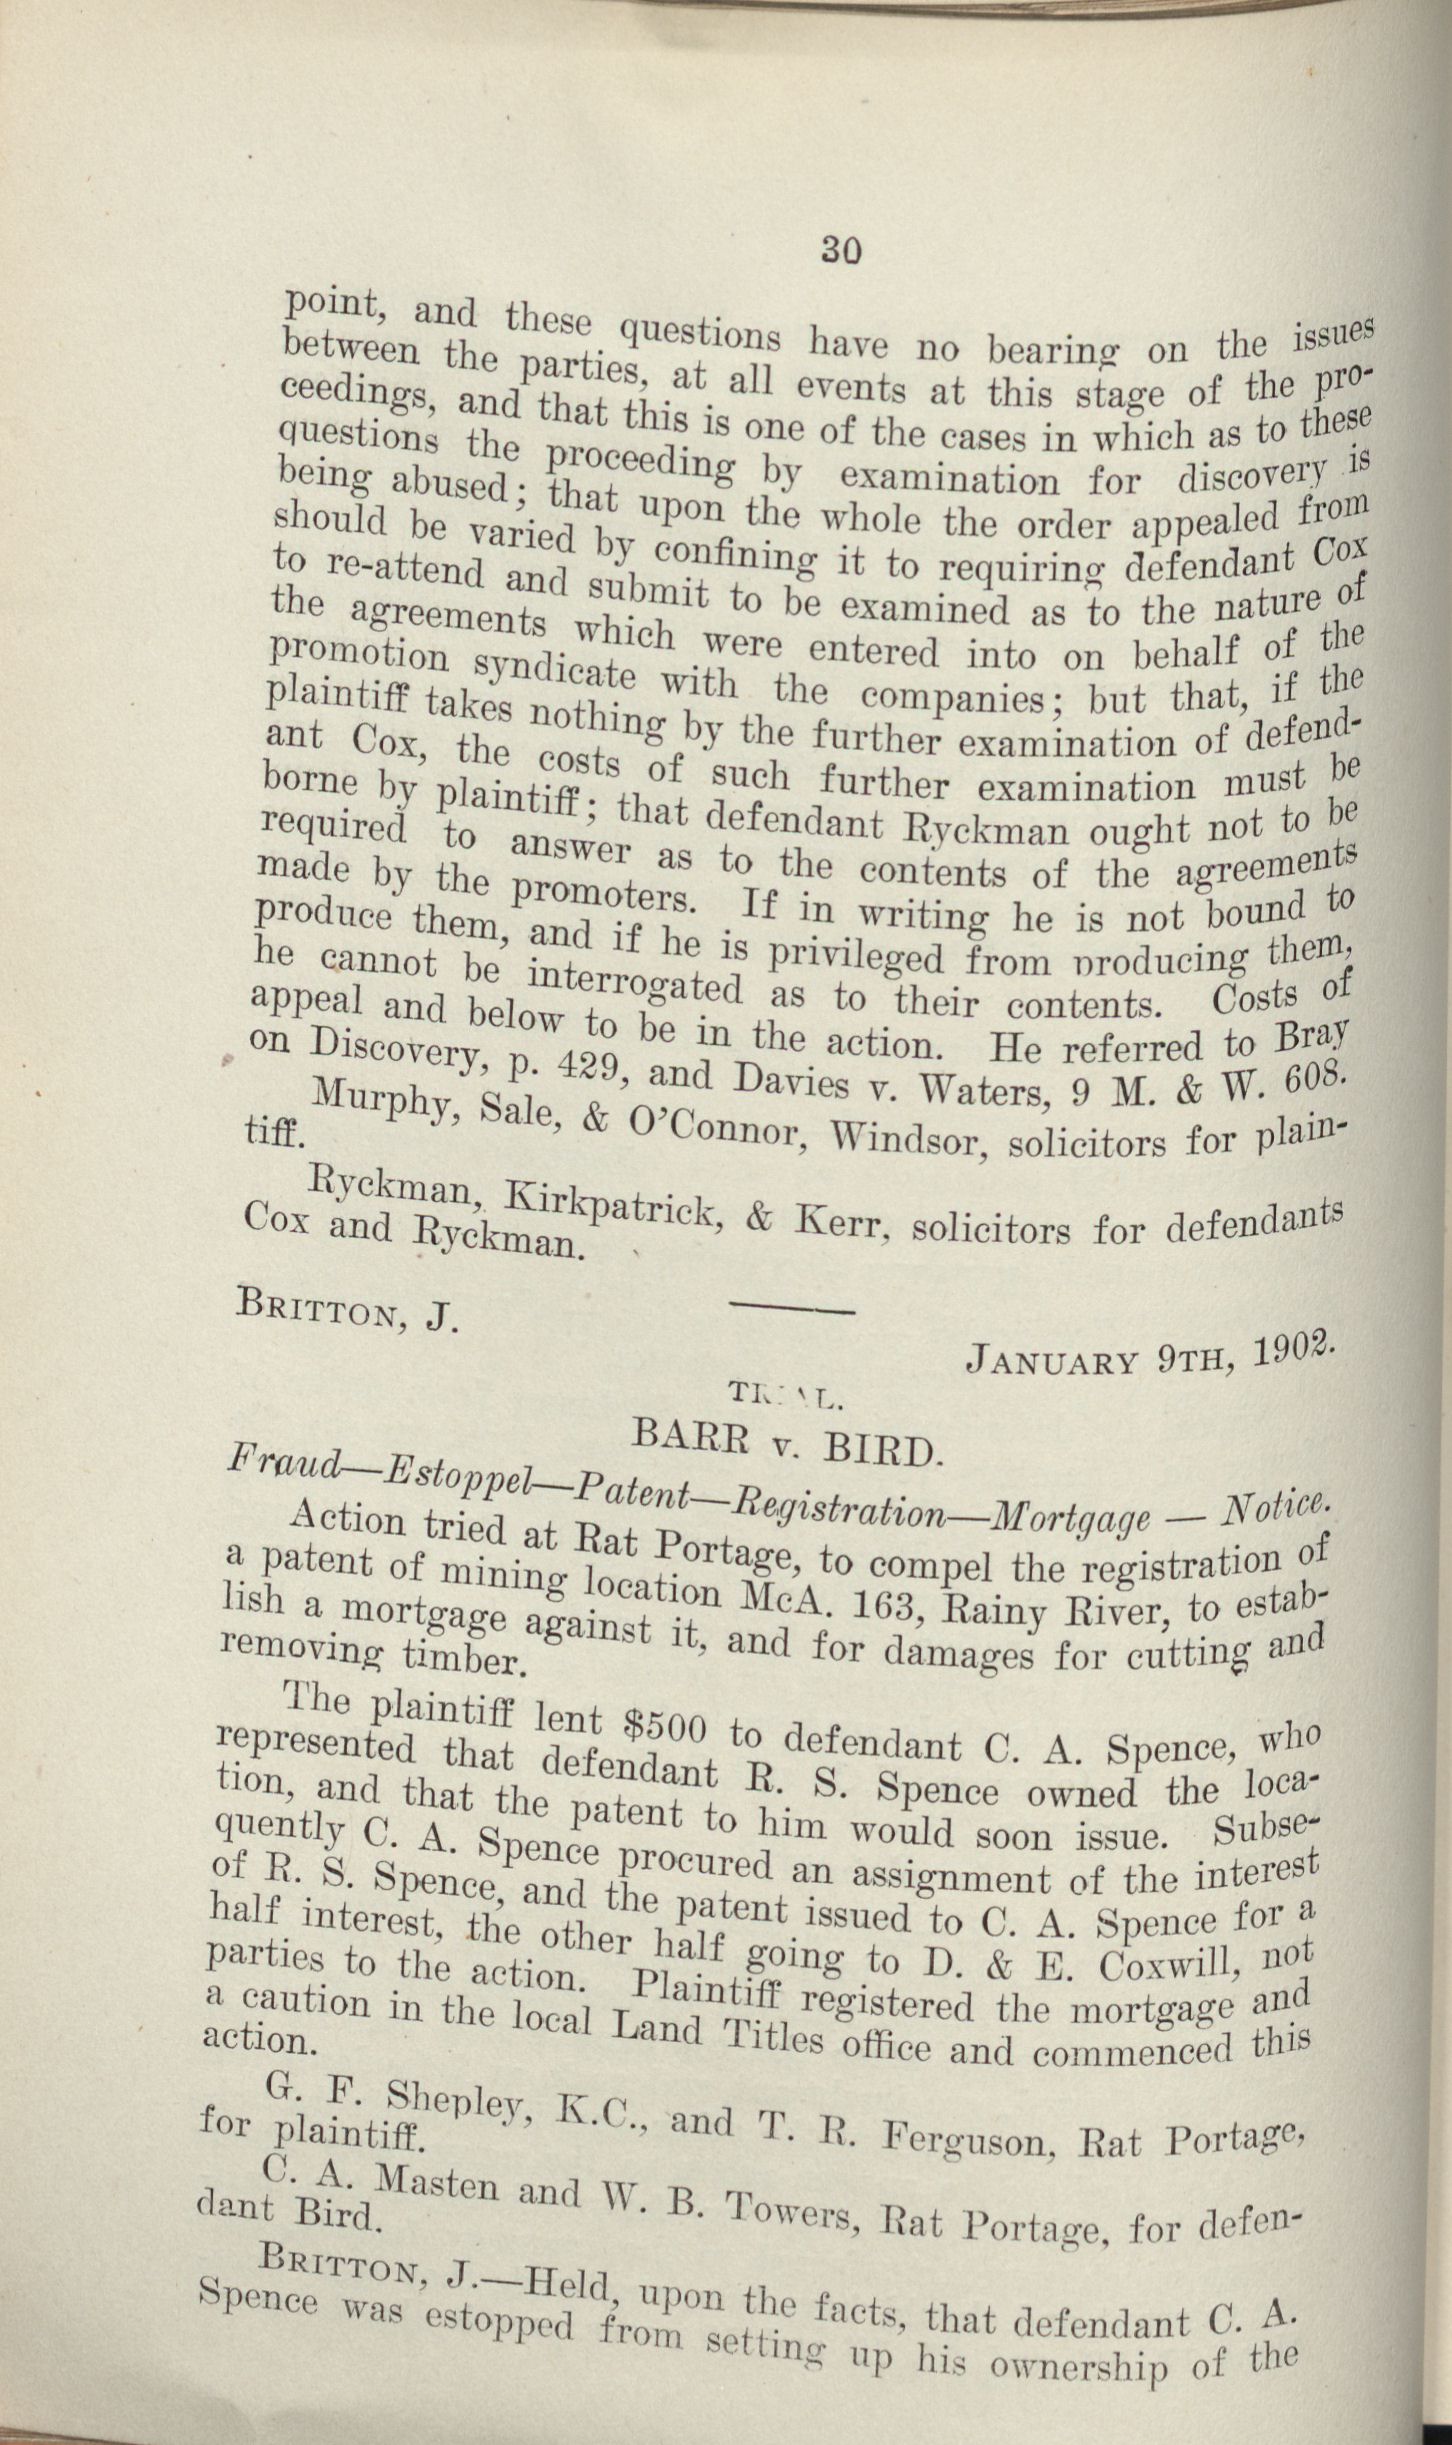 30
point, and these questions have no bearing on the issues
between the parties, at all events at this stage of the pro-
ceedings, and that this is one of the cases in which as to these
questions the proceeding by examination for discovery is
being abused; that upon the whole the order appealed from
should be varied by confining it to requiring defendant Cox
to re-attend and submit to be examined as to the nature of
the agreements which were entered into on behalf of the
promotion syndicate with the companies; but that, if the
plaintiff takes nothing by the further examination of defend-
ant Cox, the costs of such further examination must be
borne by plaintiff; that defendant Ryckman ought not to be
required to answer as to the contents of the agreements
made by the promoters. If in writing he is not bound to
produce them, and if he is privileged from producing them,
he cannot be interrogated as to their contents. Costs of
appeal and below to be in the action. He referred to Bray
on Discovery, p. 429, and Davies v. Waters, 9 M. & W. 608.
Murphy, Sale, & O'Connor, Windsor, solicitors for plain-
tiff.
Ryckman, Kirkpatrick, & Kerr, solicitors for defendants
Cox and Ryckman.
BRITTON, J.
JANUARY 9TH, 1902.
TRIAL.
BARR v. BIRD.
Fraud—Estoppel—Patent—Registration—Mortgage — Notice.
Action tried at Rat Portage, to compel the registration of
a patent of mining location McA. 163, Rainy River, to estab-
lish a mortgage against it, and for damages for cutting and
removing timber.
The plaintiff lent $500 to defendant C. A. Spence, who
represented that defendant R. S. Spence owned the loca-
tion, and that the patent to him would soon issue. Subse-
quently C. A. Spence procured an assignment of the interest
of R. S. Spence, and the patent issued to C. A. Spence for a
half interest, the other half going to D. & E. Coxwill, not
parties to the action. Plaintiff registered the mortgage and
a caution in the local Land Titles office and commenced this
action.
G. F. Shepley, K.C., and T. R. Ferguson, Rat Portage,
for plaintiff.
C. A. Masten and W. B. Towers, Rat Portage, for defen-
dant Bird.
BRITTON, J.—Held, upon the facts, that defendant C. A.
Spence was estopped from setting up his ownership of the